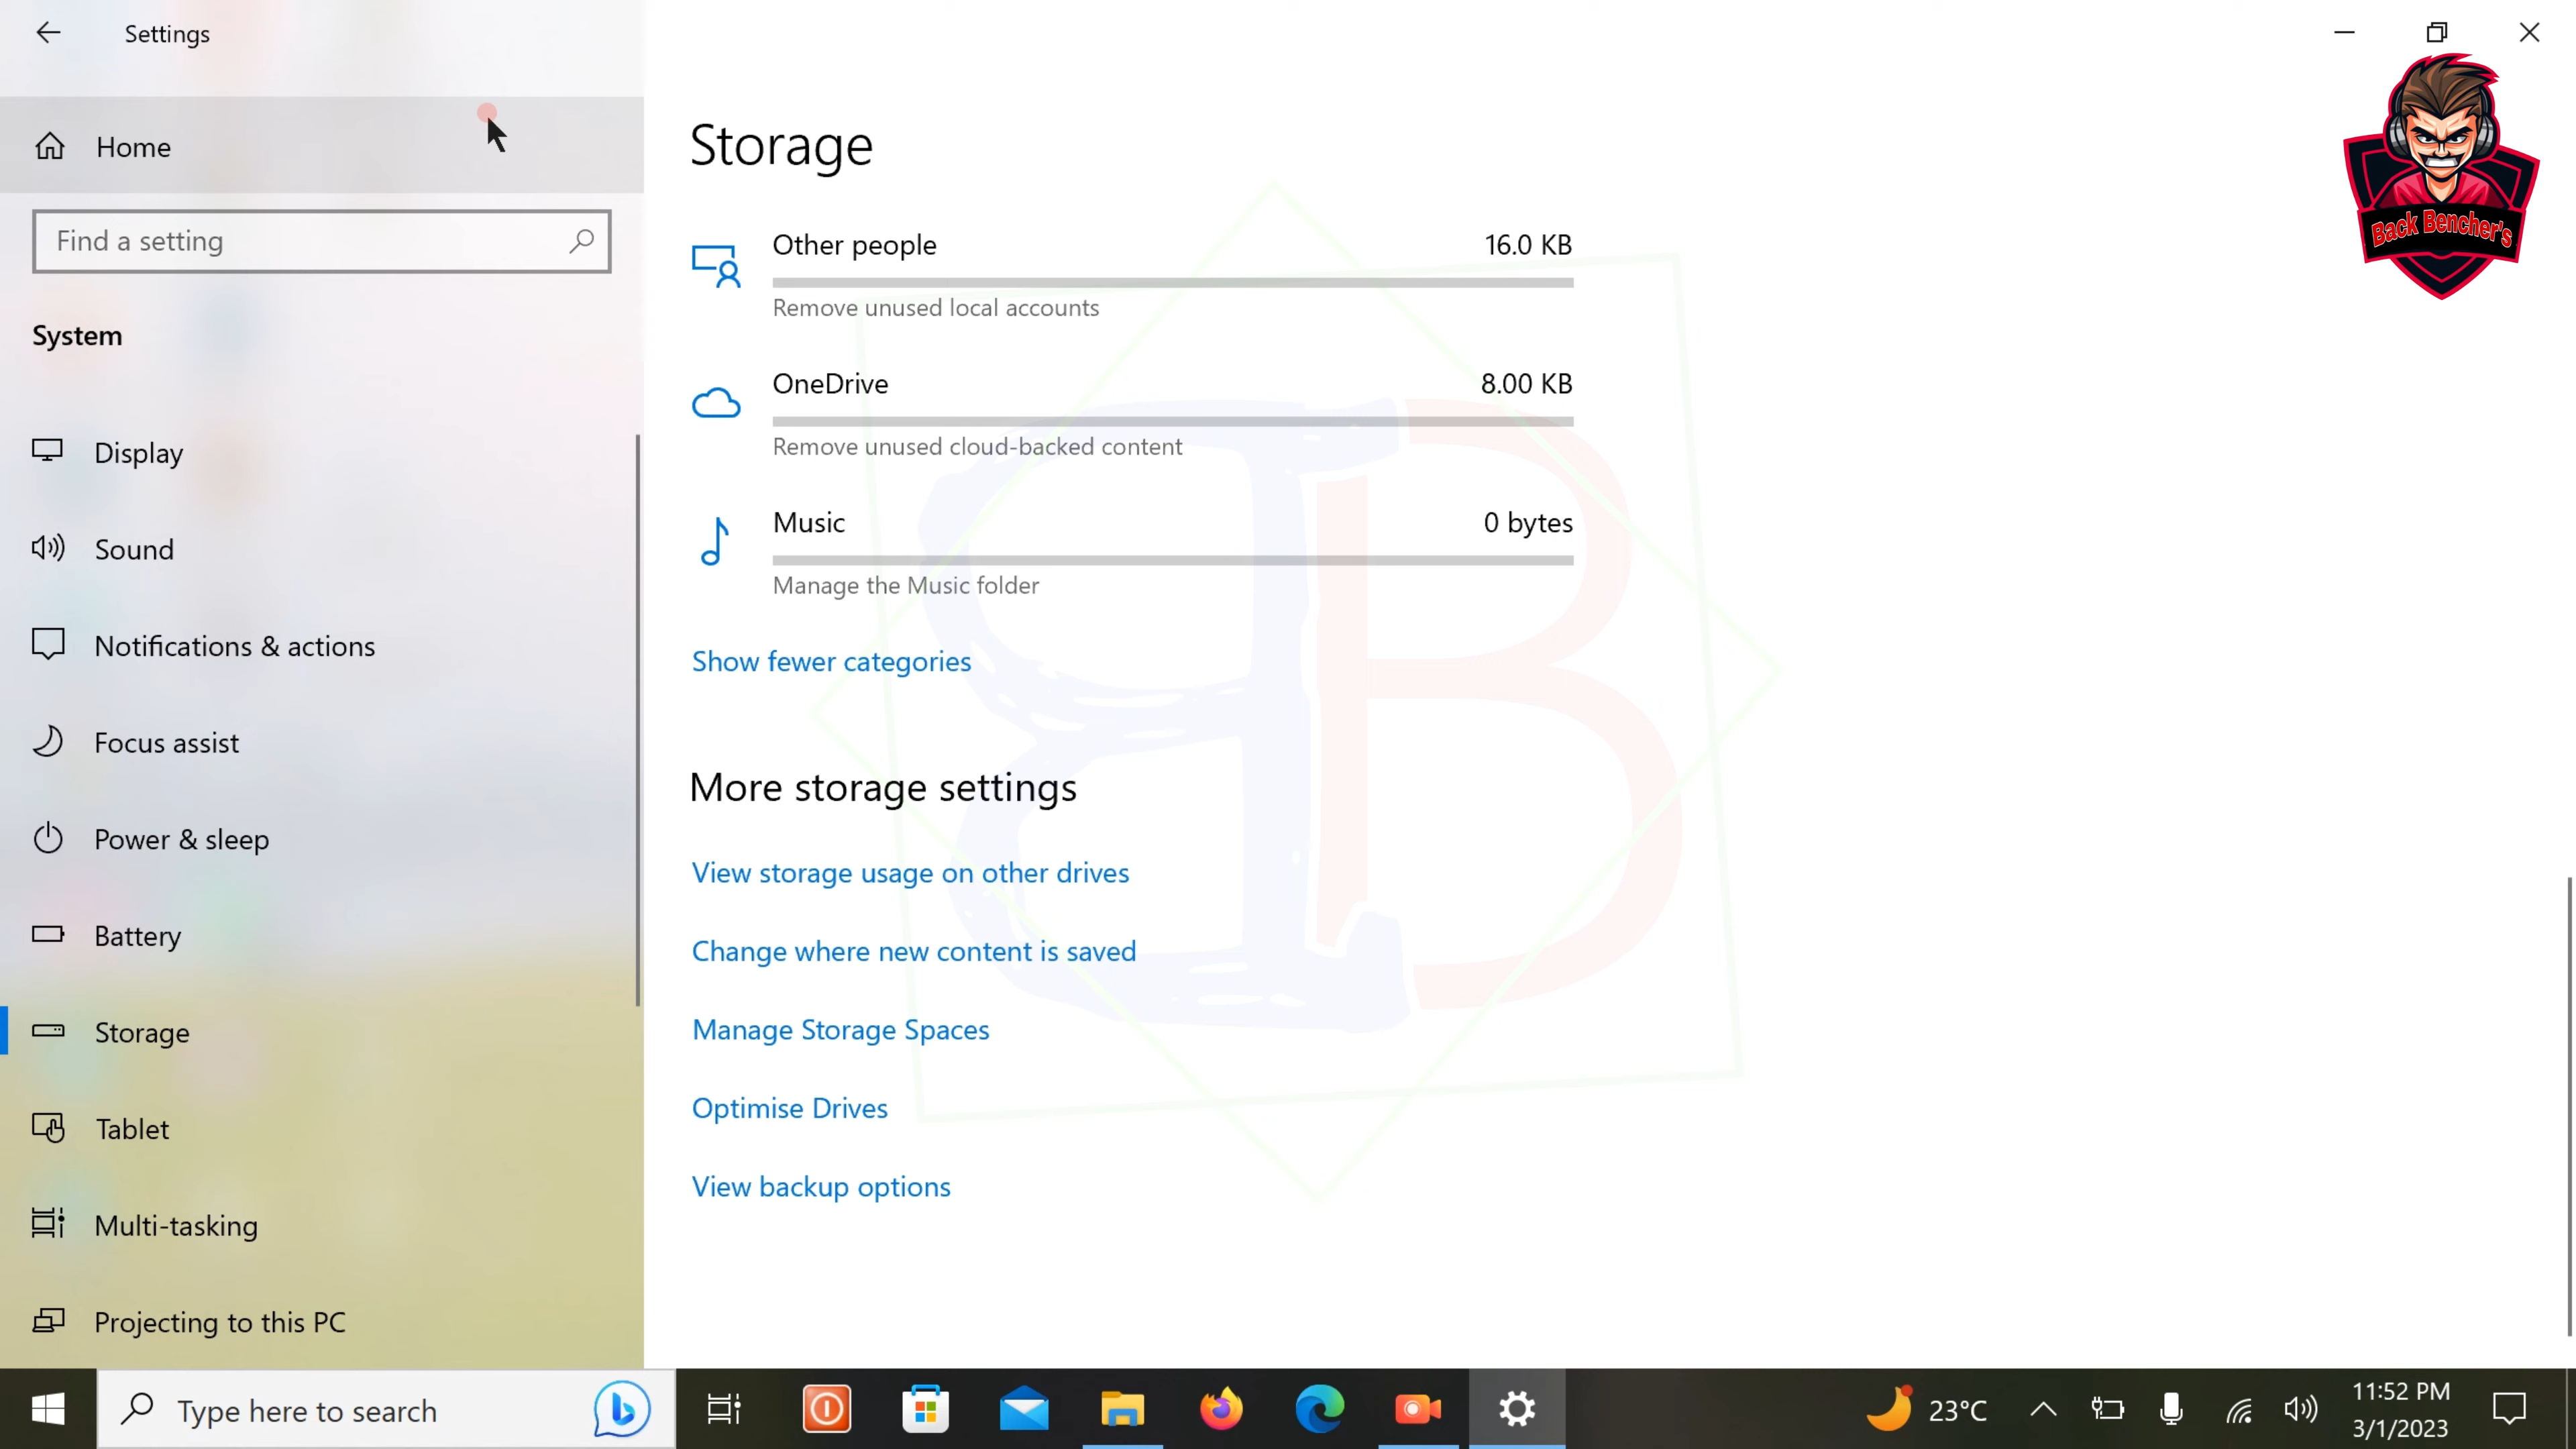 Settings
Home
Find a setting
System
Display
Sound
Notifications & actions
Focus assist
Power & sleep
Battery
Storage
Tablet
Multi-tasking
Projecting to this PC
Storage
Other people 16.0 KB
Remove unused local accounts
OneDrive 8.00 KB
Remove unused cloud-backed content
Music 0 bytes
Manage the Music folder
Show fewer categories
More storage settings
View storage usage on other drives
Change where new content is saved
Manage Storage Spaces
Optimise Drives
View backup options
Back Bencher's
B B
Type here to search
23°C
11:52 PM
3/1/2023